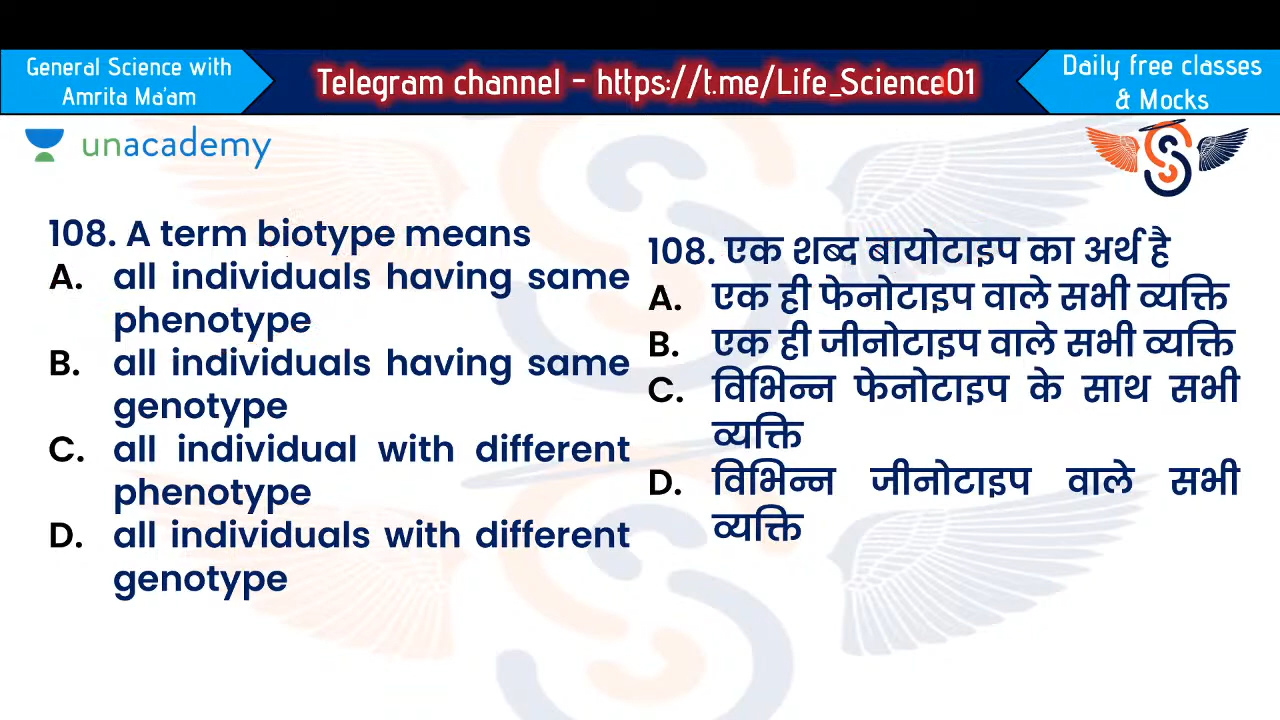 General Science with
Amrita Ma'am
Telegram channel - https://t.me/Life_Science01
Daily free classes
& Mocks
unacademy
108. A term biotype means
A. all individuals having same
phenotype
B. all individuals having same
genotype
C. all individual with different
phenotype
D. all individuals with different
genotype
108. एक शब्द बायोटाइप का अर्थ है
A. एक ही फेनोटाइप वाले सभी व्यक्ति
B. एक ही जीनोटाइप वाले सभी व्यक्ति
C. विभिन्न फेनोटाइप के साथ सभी
व्यक्ति
D. विभिन्न जीनोटाइप वाले सभी
व्यक्ति